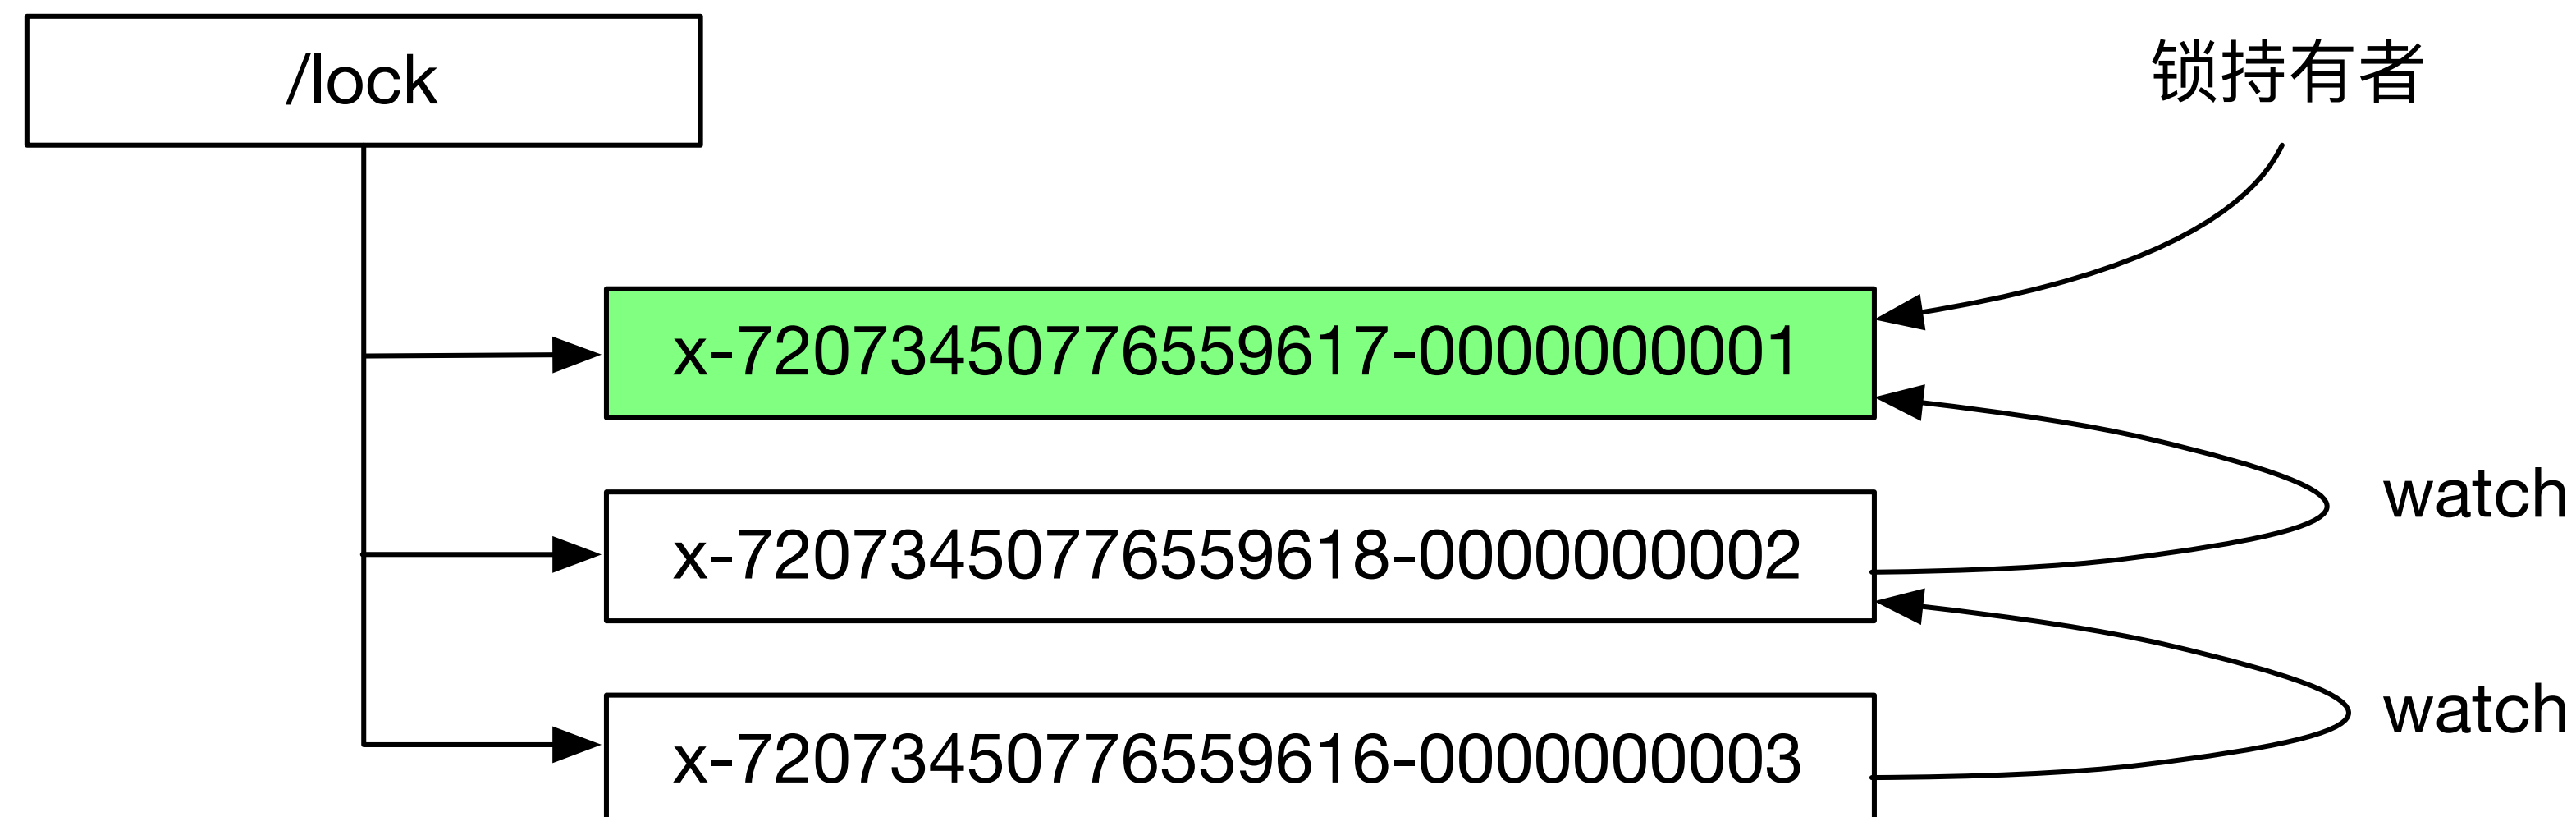 /lock
锁持有者
x-72073450776559617-0000000001
watch
x-72073450776559618-0000000002
watch
x-72073450776559616-0000000003